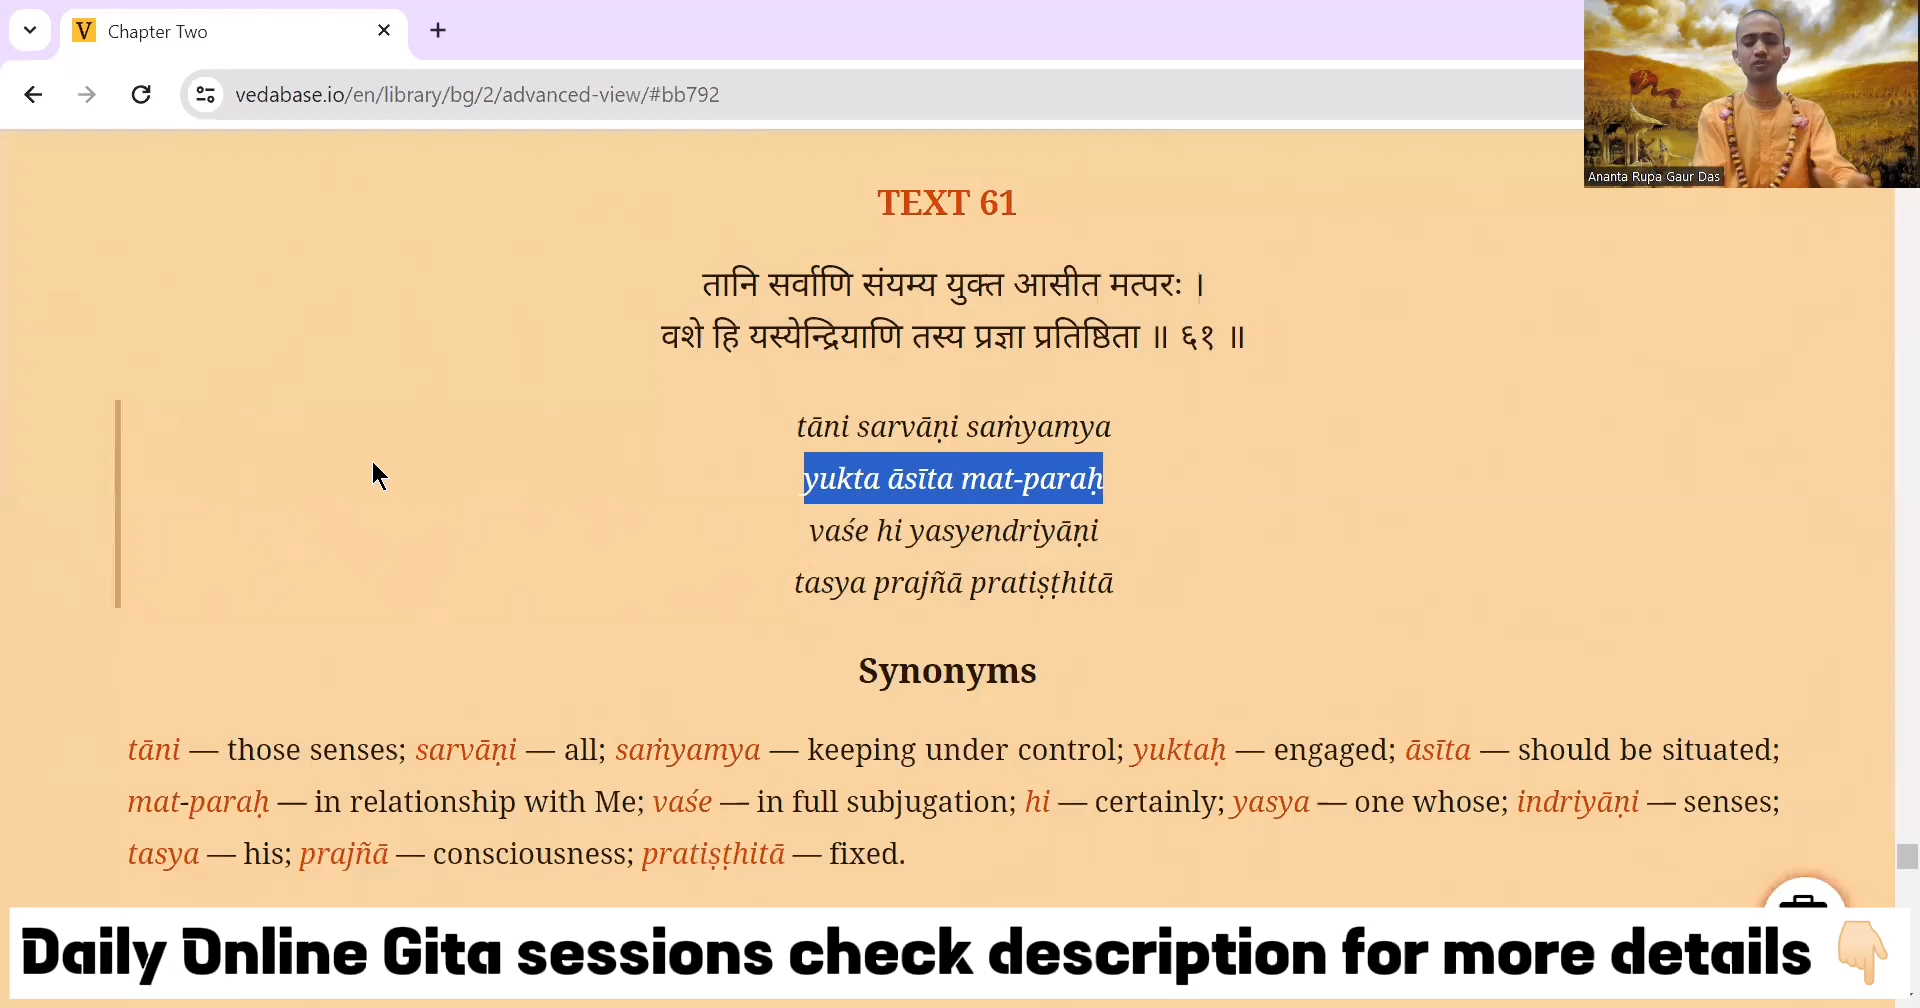 Chapter Two
vedabase.io/en/library/bg/2/advanced-view/#bb792
Ananta Rupa Gaur Das
TEXT 61
तानि सर्वाणि संयम्य युक्त आसीत मत्परः ।
वशे हि यस्येन्द्रियाणि तस्य प्रज्ञा प्रतिष्ठिता ॥ ६१ ॥
tāni sarvāṇi saṁyamya
yukta āsīta mat-paraḥ
vaśe hi yasyendriyāṇi
tasya prajñā pratiṣṭhitā
Synonyms
tāni — those senses; sarvāṇi — all; saṁyamya — keeping under control; yuktaḥ — engaged; āsīta — should be situated;
mat-paraḥ — in relationship with Me; vaśe — in full subjugation; hi — certainly; yasya — one whose; indriyāṇi — senses;
tasya — his; prajñā — consciousness; pratiṣṭhitā — fixed.
Daily Online Gita sessions check description for more details